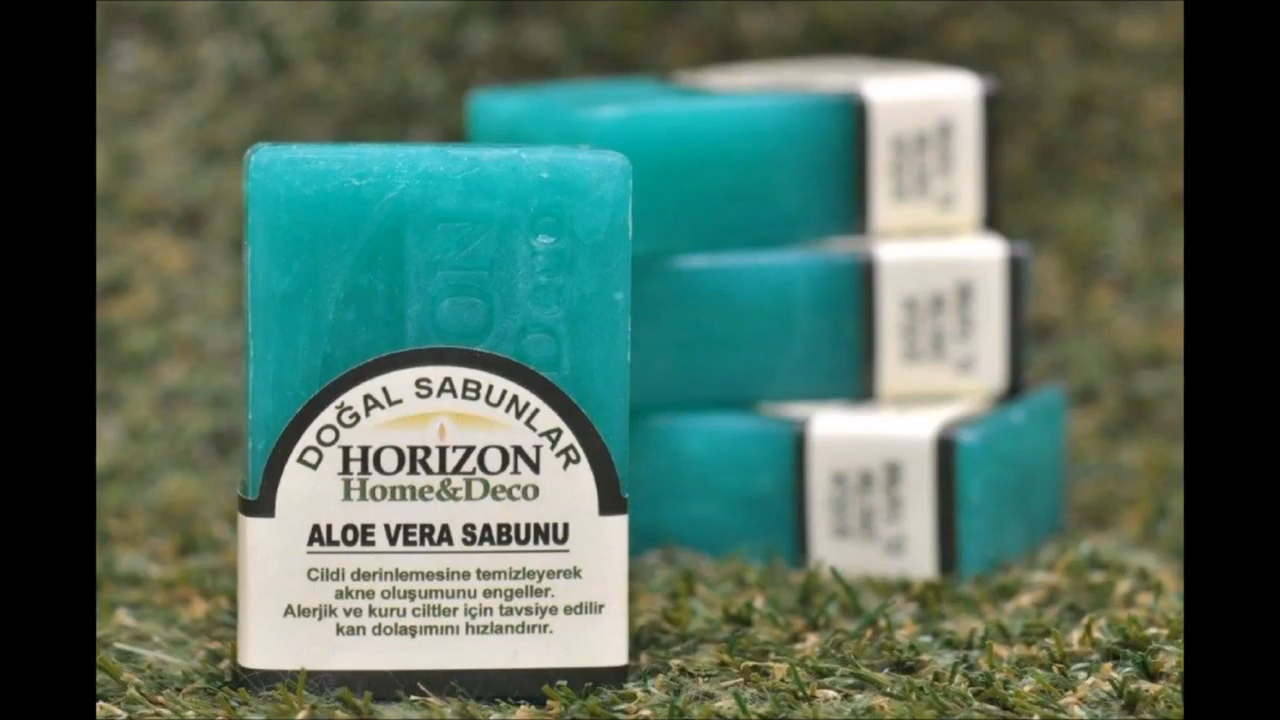 DOĞAL SABUNLAR
HORIZON
Home&Deco
ALOE VERA SABUNU
Cildi derinlemesine temizleyerek
akne oluşumunu engeller.
Alerjik ve kuru ciltler için tavsiye edilir
kan dolaşımını hızlandırır.